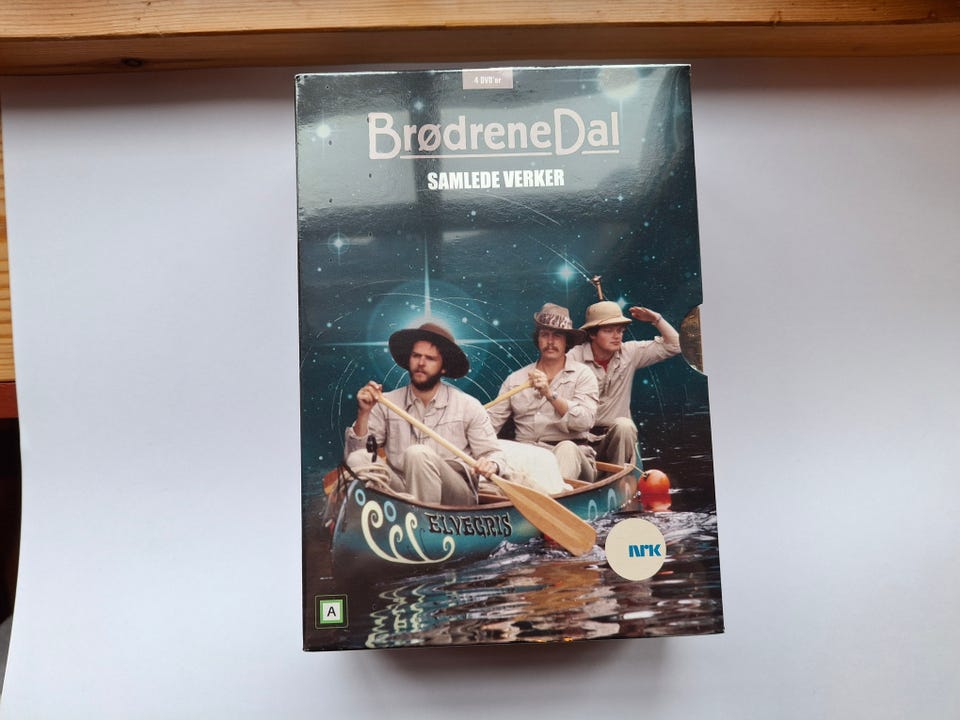 4 DVD'er
BrødreneDal
SAMLEDE VERKER
ELVEGRIS
NRK
A